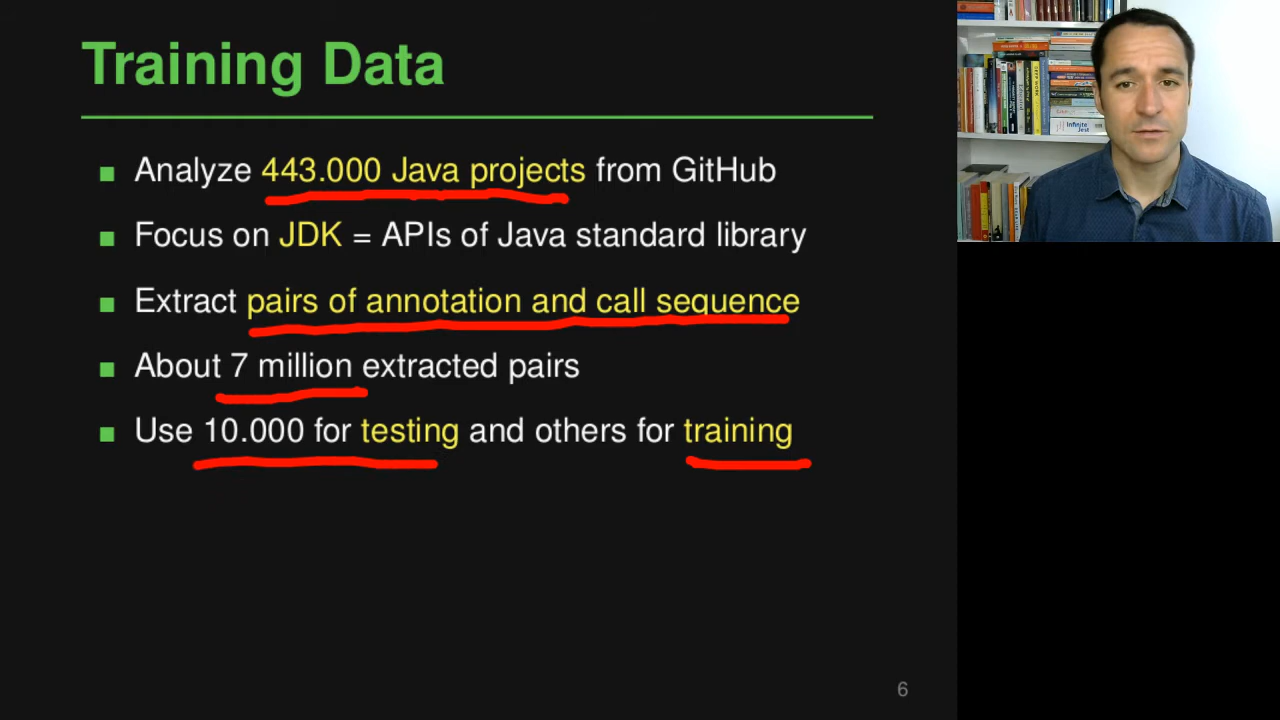 Training Data
Analyze 443.000 Java projects from GitHub
Focus on JDK = APIs of Java standard library
Extract pairs of annotation and call sequence
About 7 million extracted pairs
Use 10.000 for testing and others for training
6
Infinite
Jest